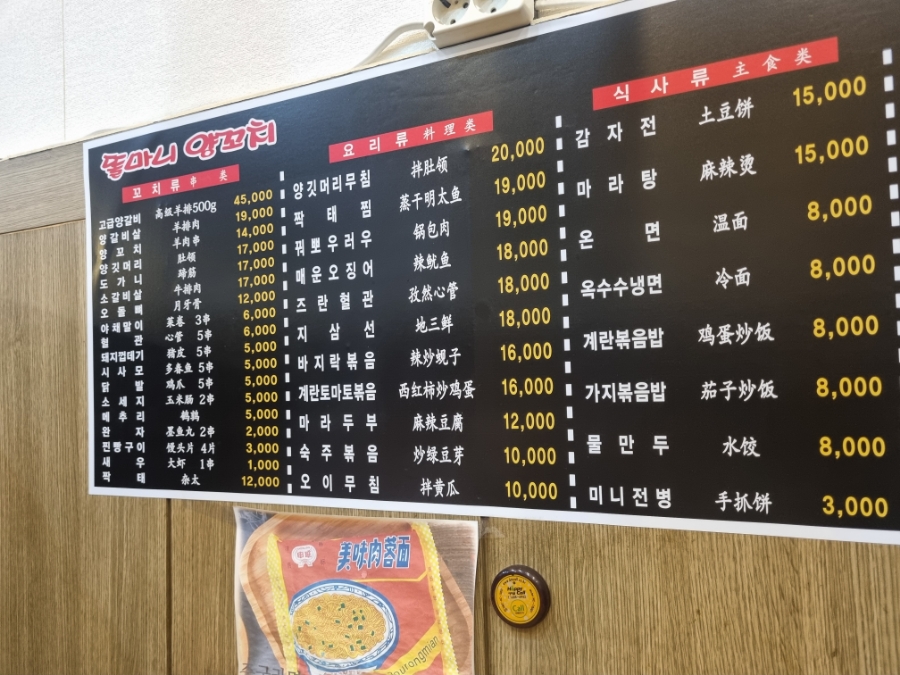 뚤마니 양꼬치
꼬치류 串 类
고급양갈비 高級羊排500g 45,000
양갈비살 羊排肉 19,000
양꼬치 羊肉串 14,000
양깃머리 肚领 17,000
도가니 蹄筋 17,000
소갈비살 牛排肉 17,000
오돌뼈 月牙骨 12,000
야채말이 菜卷 3串 6,000
혈관 心管 5串 6,000
돼지껍데기 猪皮 5串 5,000
시사모 多春鱼 5串 5,000
닭발 鸡爪 5串 5,000
소세지 玉米肠 2串 5,000
메추리 鹌鹑 5,000
완자 墨鱼丸 2串 2,000
찐빵구이 馒头片 4片 3,000
새우 大虾 1串 1,000
짝태 杂太 12,000
요리류 料理类
양깃머리무침 拌肚领 20,000
짝태찜 蒸干明太鱼 19,000
꿔뽀우러우 锅包肉 19,000
매운오징어 辣鱿鱼 18,000
즈란혈관 孜然心管 18,000
지삼선 地三鲜 18,000
바지락볶음 辣炒蚬子 16,000
계란토마토볶음 西红柿炒鸡蛋 16,000
마라두부 麻辣豆腐 12,000
숙주볶음 炒绿豆芽 10,000
오이무침 拌黄瓜 10,000
식사류 主食类
감자전 土豆饼 15,000
마라탕 麻辣烫 15,000
온면 温面 8,000
옥수수냉면 冷面 8,000
계란볶음밥 鸡蛋炒饭 8,000
가지볶음밥 茄子炒饭 8,000
물만두 水饺 8,000
미니전병 手抓饼 3,000
美味肉蓉面